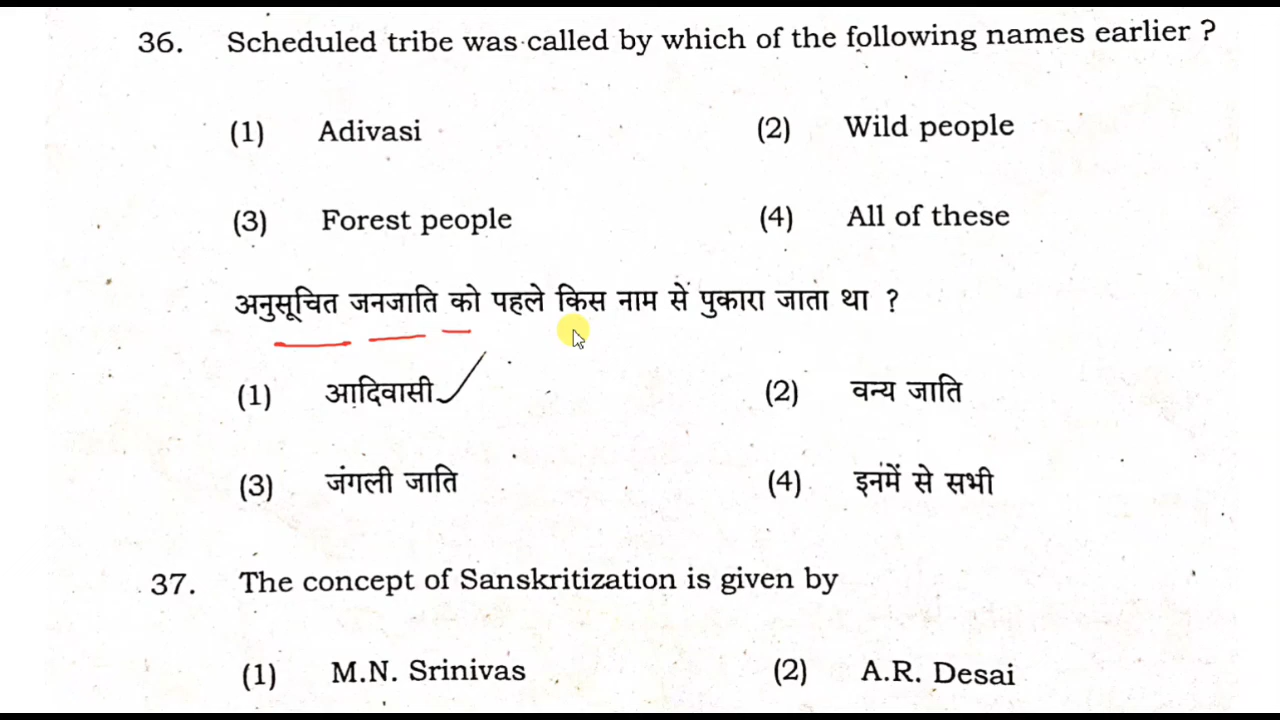 36. Scheduled tribe was called by which of the following names earlier ?
(1) Adivasi (2) Wild people
(3) Forest people (4) All of these
अनुसूचित जनजाति को पहले किस नाम से पुकारा जाता था ?
(1) आदिवासी (2) वन्य जाति
(3) जंगली जाति (4) इनमें से सभी
37. The concept of Sanskritization is given by
(1) M.N. Srinivas (2) A.R. Desai